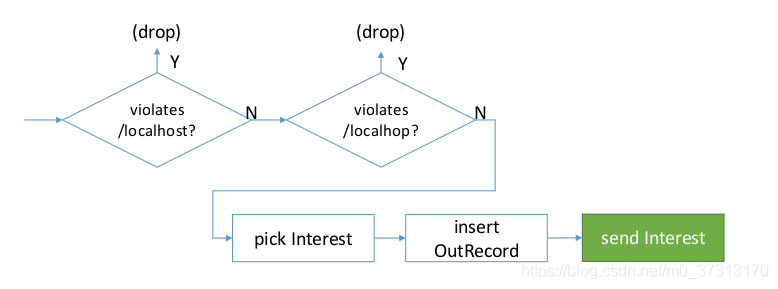 (drop)
(drop)
Y
Y
violates
/localhost?
N
violates
/localhop?
N
pick Interest
insert
OutRecord
send Interest
https://blog.csdn.net/m0_37313170